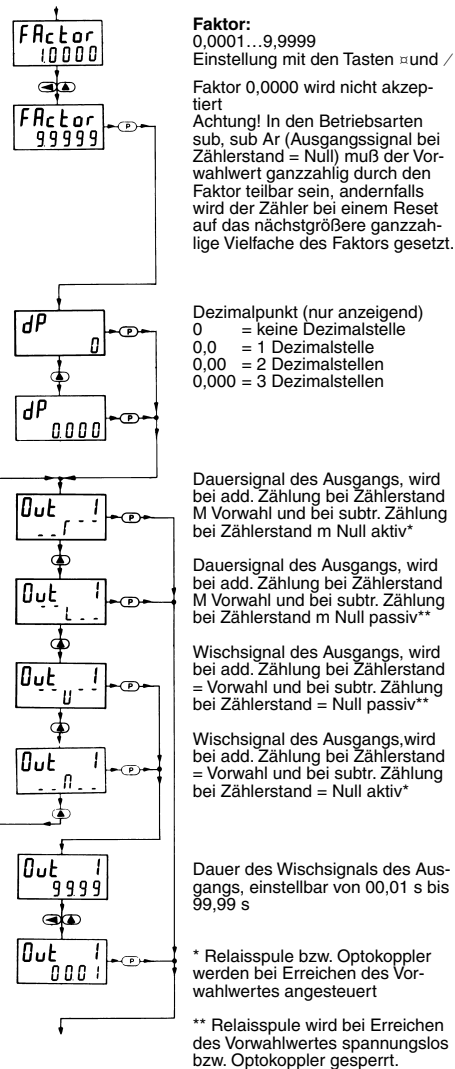 FActor
1.0000
Faktor:
0,0001...9,9999
Einstellung mit den Tasten ¤und ⁄
FActor
9.9999
P
Faktor 0,0000 wird nicht akzep-
tiert
Achtung! In den Betriebsarten
sub, sub Ar (Ausgangssignal bei
Zählerstand = Null) muß der Vor-
wahlwert ganzzahlig durch den
Faktor teilbar sein, andernfalls
wird der Zähler bei einem Reset
auf das nächstgrößere ganzzah-
lige Vielfache des Faktors gesetzt.
dP
0
P
dP
0.000
P
Dezimalpunkt (nur anzeigend)
0 = keine Dezimalstelle
0,0 = 1 Dezimalstelle
0,00 = 2 Dezimalstellen
0,000 = 3 Dezimalstellen
Out 1
P
Dauersignal des Ausgangs, wird
bei add. Zählung bei Zählerstand
M Vorwahl und bei subtr. Zählung
bei Zählerstand m Null aktiv*
Out 1
P
Dauersignal des Ausgangs, wird
bei add. Zählung bei Zählerstand
M Vorwahl und bei subtr. Zählung
bei Zählerstand m Null passiv**
Out 1
P
Wischsignal des Ausgangs, wird
bei add. Zählung bei Zählerstand
= Vorwahl und bei subtr. Zählung
bei Zählerstand = Null passiv**
Out 1
P
Wischsignal des Ausgangs,wird
bei add. Zählung bei Zählerstand
= Vorwahl und bei subtr. Zählung
bei Zählerstand = Null aktiv*
Out 1
99.99
Dauer des Wischsignals des Aus-
gangs, einstellbar von 00,01 s bis
99,99 s
Out 1
00.01
P
* Relaisspule bzw. Optokoppler
werden bei Erreichen des Vor-
wahlwertes angesteuert
** Relaisspule wird bei Erreichen
des Vorwahlwertes spannungslos
bzw. Optokoppler gesperrt.